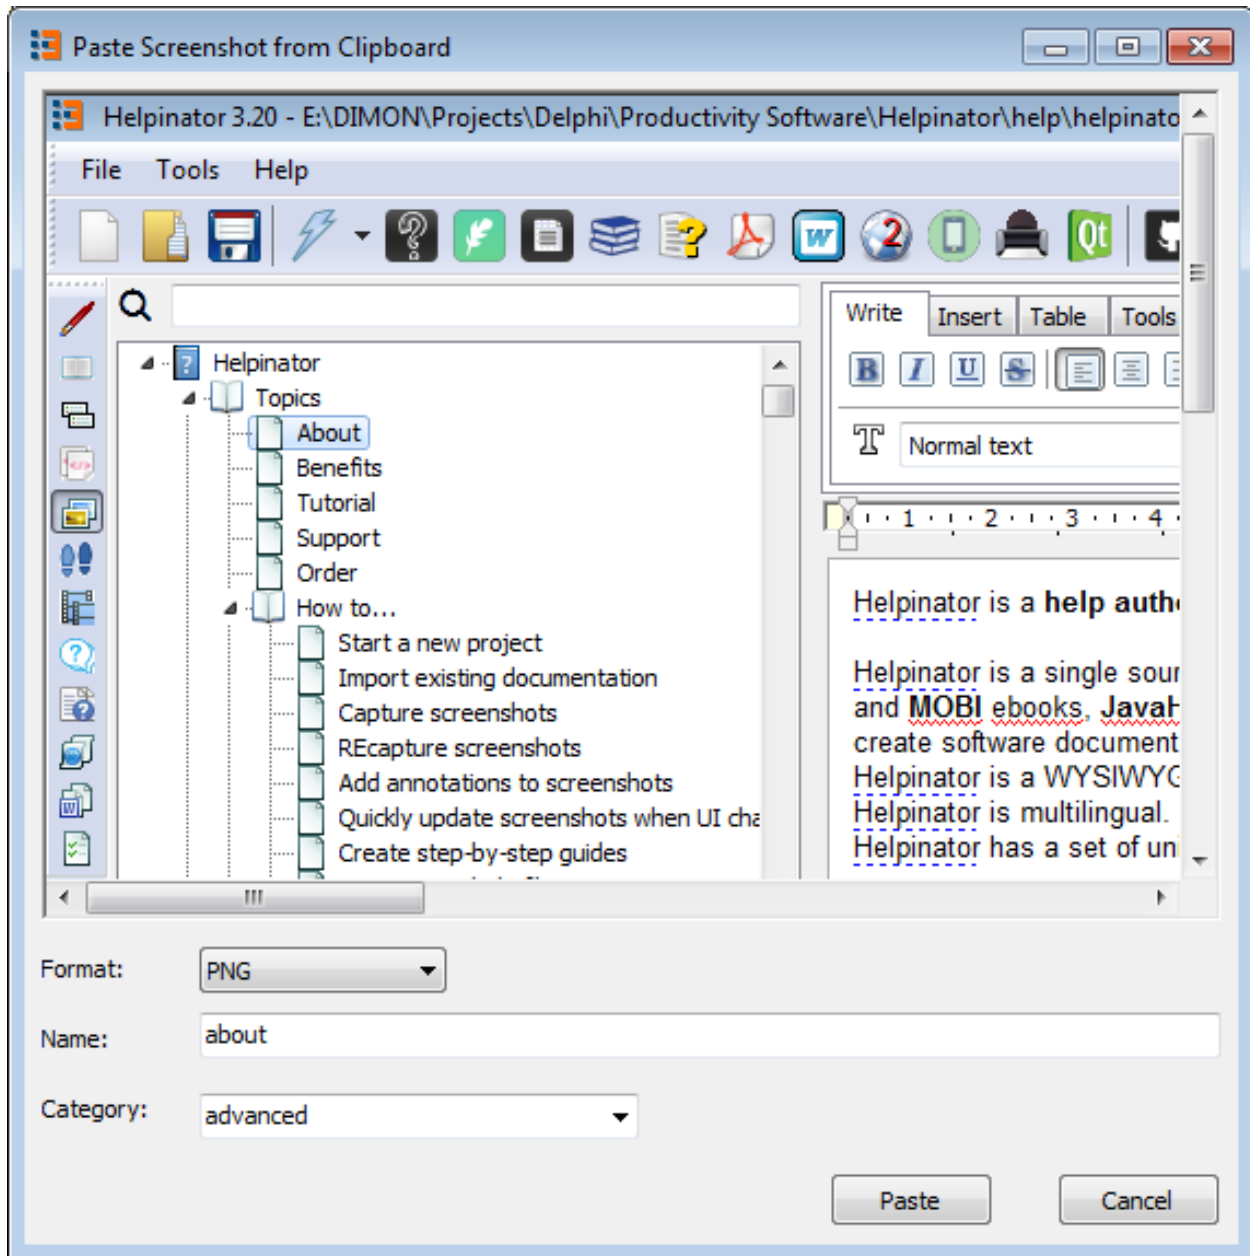 Paste Screenshot from Clipboard
Helpinator 3.20 - E:\DIMON\Projects\Delphi\Productivity Software\Helpinator\help\helpinato
File Tools Help
W 2 Qt
Write Insert Table Tools
B I U S
Normal text
1 2 3 4
Helpinator
Topics
About
Benefits
Tutorial
Support
Order
How to...
Start a new project
Import existing documentation
Capture screenshots
REcapture screenshots
Add annotations to screenshots
Quickly update screenshots when UI cha
Create step-by-step guides
Helpinator is a help auth
Helpinator is a single sour
and MOBI ebooks, JavaH
create software document
Helpinator is a WYSIWYG
Helpinator is multilingual.
Helpinator has a set of uni
Format: PNG
Name: about
Category: advanced
Paste Cancel